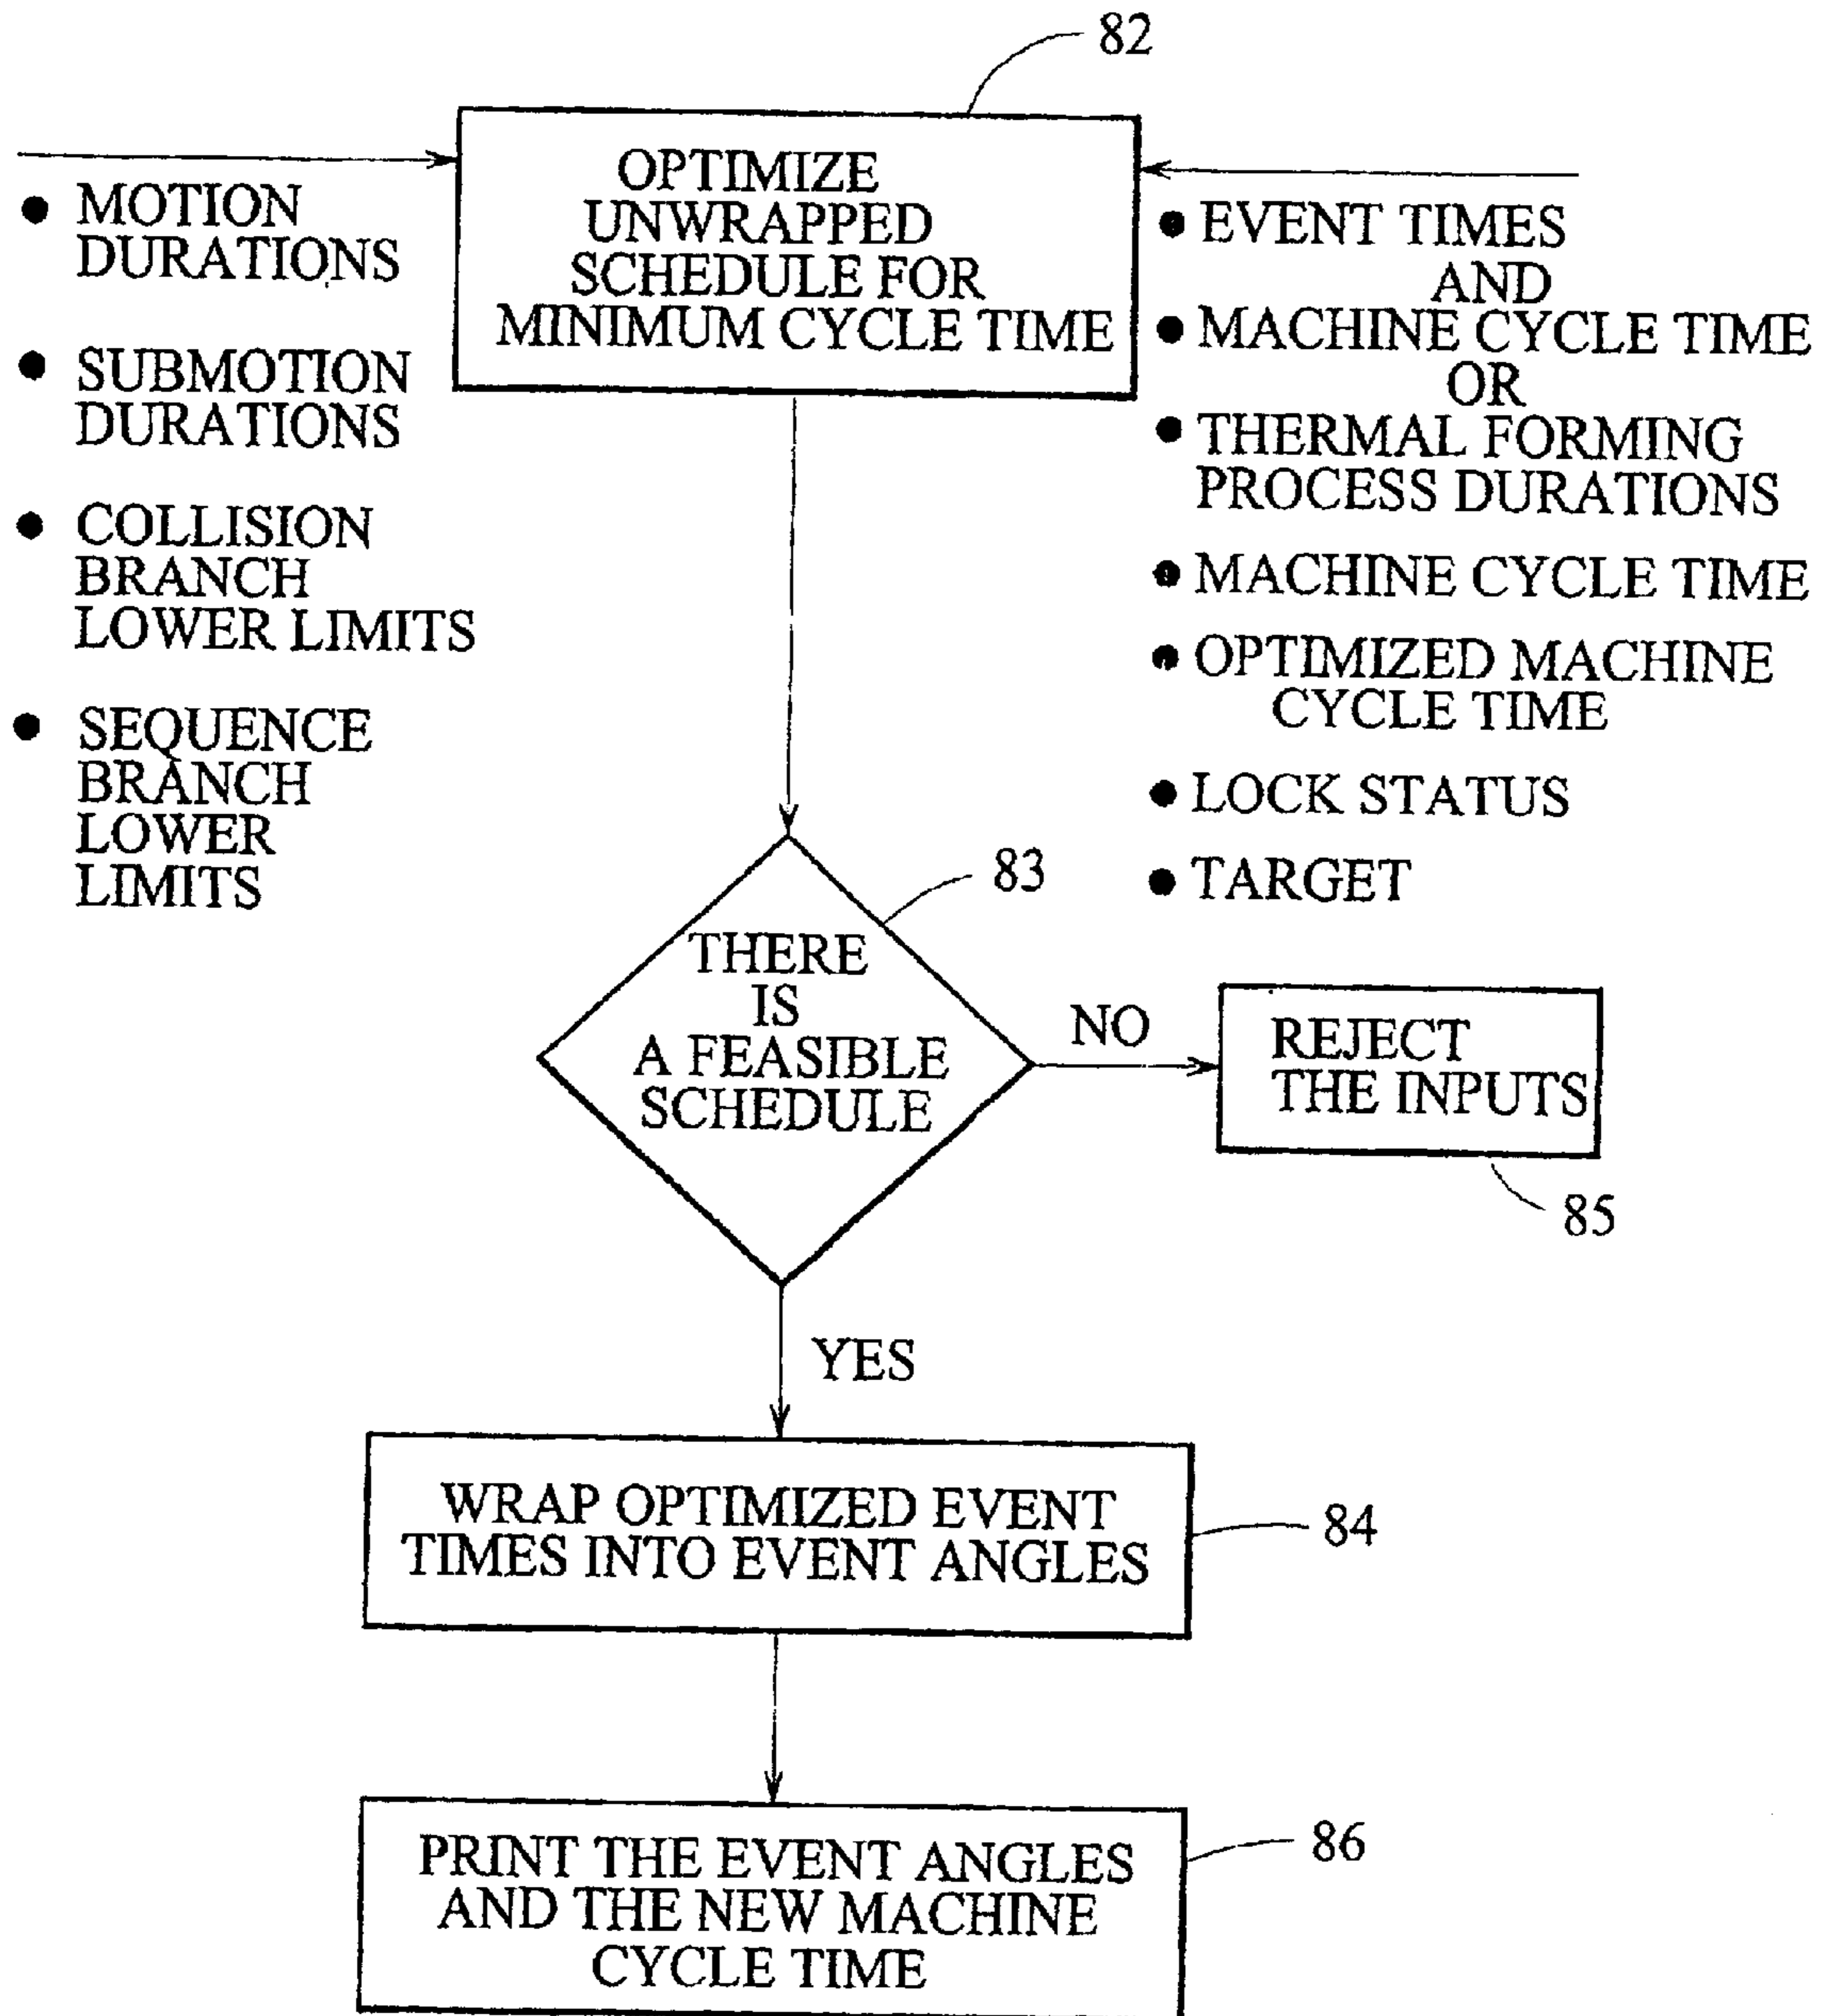 82
OPTIMIZE
UNWRAPPED
SCHEDULE FOR
MINIMUM CYCLE TIME
● MOTION
DURATIONS
● SUBMOTION
DURATIONS
● COLLISION
BRANCH
LOWER LIMITS
● SEQUENCE
BRANCH
LOWER
LIMITS
● EVENT TIMES
AND
● MACHINE CYCLE TIME
OR
● THERMAL FORMING
PROCESS DURATIONS
● MACHINE CYCLE TIME
● OPTIMIZED MACHINE
CYCLE TIME
● LOCK STATUS
● TARGET
83
THERE
IS
A FEASIBLE
SCHEDULE
NO
REJECT
THE INPUTS
85
YES
WRAP OPTIMIZED EVENT
TIMES INTO EVENT ANGLES
84
PRINT THE EVENT ANGLES
AND THE NEW MACHINE
CYCLE TIME
86